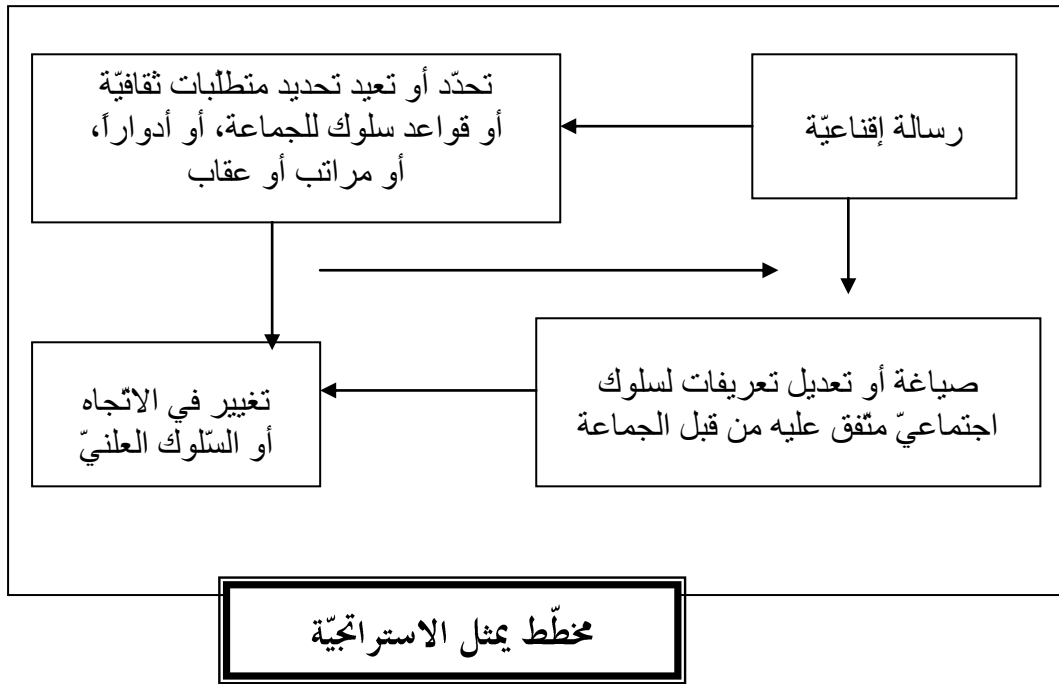 رسالة إقناعيّة
تحدّد أو تعيد تحديد متطلّبات ثقافيّة
أو قواعد سلوك للجماعة، أو أدواراً،
أو مراتب أو عقاب
صياغة أو تعديل تعريفات لسلوك
اجتماعيّ متّفق عليه من قبل الجماعة
تغيير في الاتّجاه
أو السّلوك العلنيّ
مخطّط يمثل الاستراتجيّة